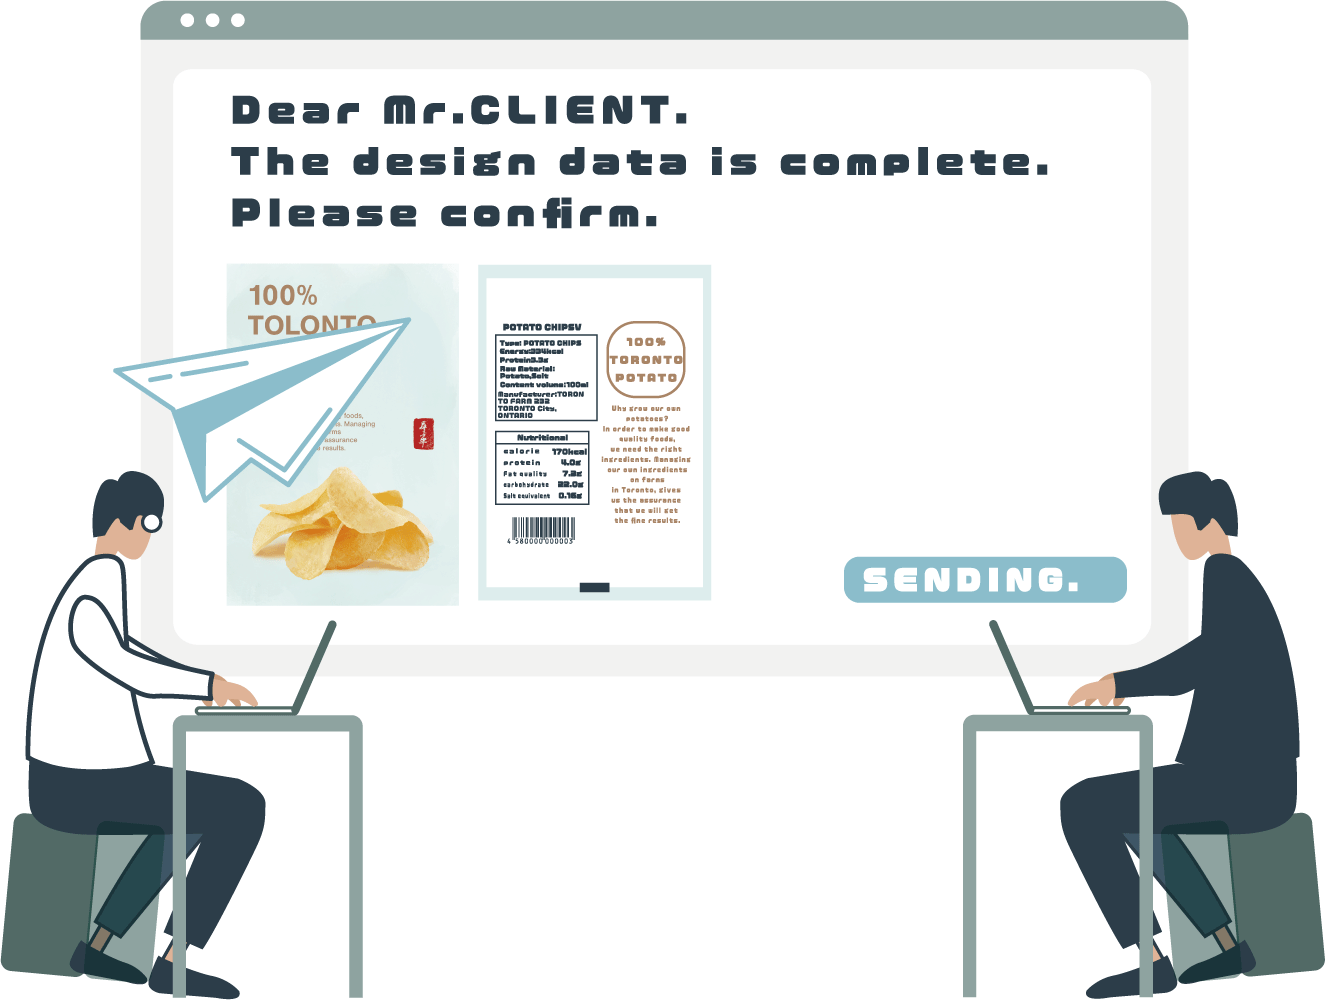 Dear Mr.CLIENT.
The design data is complete.
Please confirm.
100%
TOLONTO
foods,
Managing
assurance
results.
POTATO CHIPSV
Type: POTATO CHIPS
Energy:334kcal
Protein3.3g
Raw Material:
Potato,Salt
Content volume:100ml
Manufacturer:TORON
TO FARM 232
TORONTO City,
ONTARIO
Nutritional
calorie 170kcal
protein 4.0g
Fat quality 7.3g
carbohydrate 22.0g
Salt equivalent 0.16g
4 580000 000003
100%
TORONTO
POTATO
Why grow our own
potatoes?
In order to make good
quality foods,
we need the right
ingredients. Managing
our own ingredients
on farms
in Toronto, gives
us the assurance
that we will get
the fine results.
SENDING.